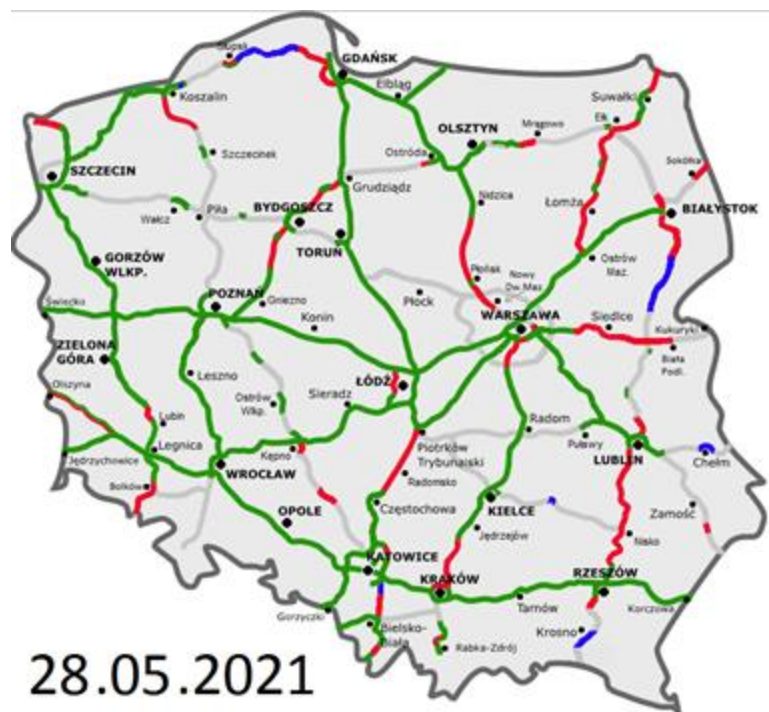 Słupsk
GDAŃSK
Koszalin
Elbląg
Suwałki
Ełk
OLSZTYN
Mrągowo
Szczecinek
Ostróda
Sokółka
SZCZECIN
Grudziądz
Nidzica
Wałcz
Piła
BYDGOSZCZ
Łomża
BIAŁYSTOK
TORUŃ
GORZÓW
WLKP.
Ostrów
Maz.
Płońsk
Nowy
Dw. Maz.
POZNAŃ
Gniezno
Płock
Świecko
Konin
WARSZAWA
Siedlce
Kukuryki
ZIELONA
GÓRA
Biała
Podl.
Leszno
ŁÓDŹ
Olszyna
Ostrów
Wlkp.
Sieradz
Lubin
Radom
Puławy
Legnica
Kępno
Piotrków
Trybunalski
LUBLIN
Chełm
Jędrzychowice
WROCŁAW
Radomsko
Bolków
Częstochowa
KIELCE
Zamość
OPOLE
Jędrzejów
Nisko
KATOWICE
KRAKÓW
RZESZÓW
Gorzyczki
Tarnów
Korczowa
Bielsko-
Biała
Krosno
Rabka-Zdrój
28.05.2021